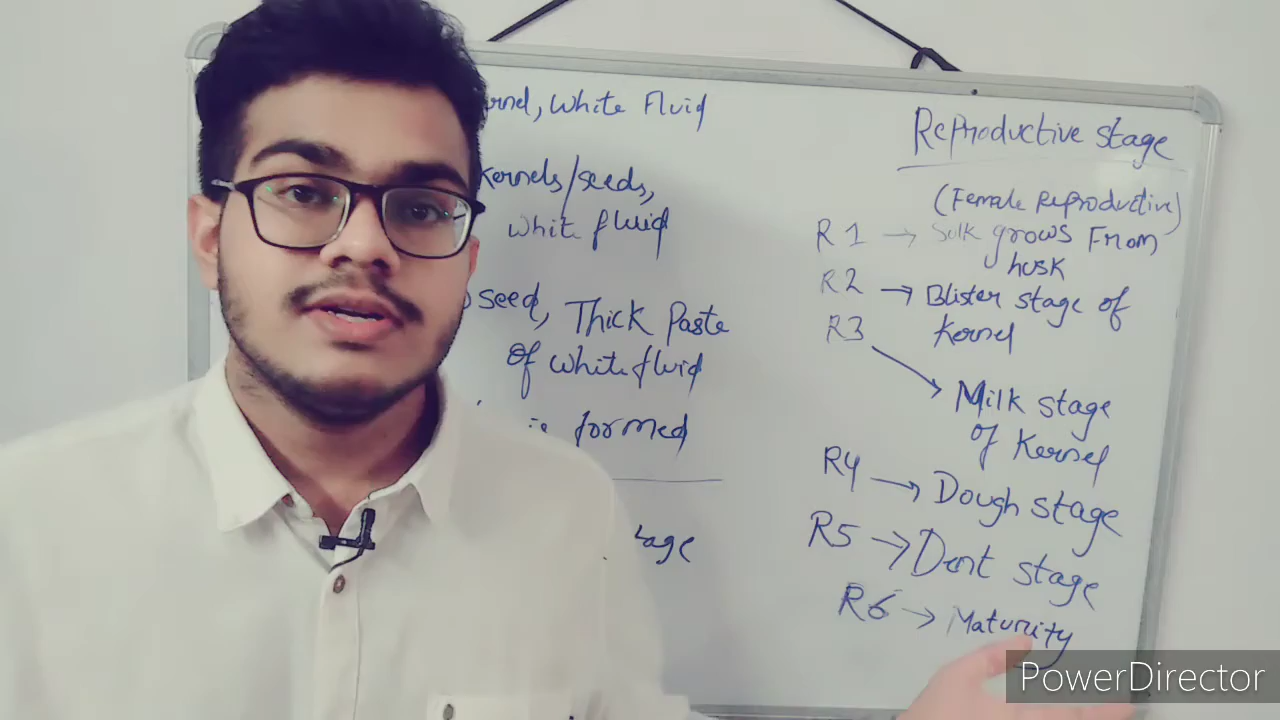 White Fluid
kernels/seeds,
white fluid
seed, Thick Paste
of white fluid
formed
Reproductive stage
(Female Reproductive)
R1 → Silk grows From
husk
R2 → Blister stage of
kernel
R3
Milk stage
of kernel
R4 → Dough stage
R5 → Dent stage
R6 → Maturity
PowerDirector